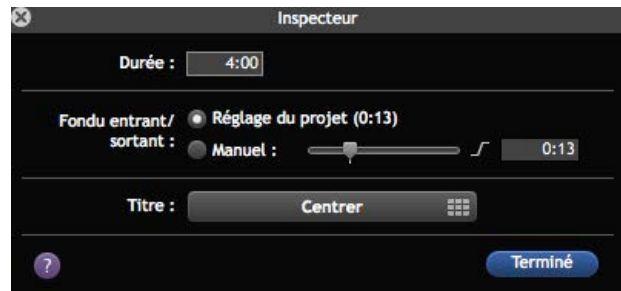 Inspecteur
Durée : 4:00
Fondu entrant/
sortant :
Réglage du projet (0:13)
Manuel : 0:13
Titre : Centrer
? Terminé